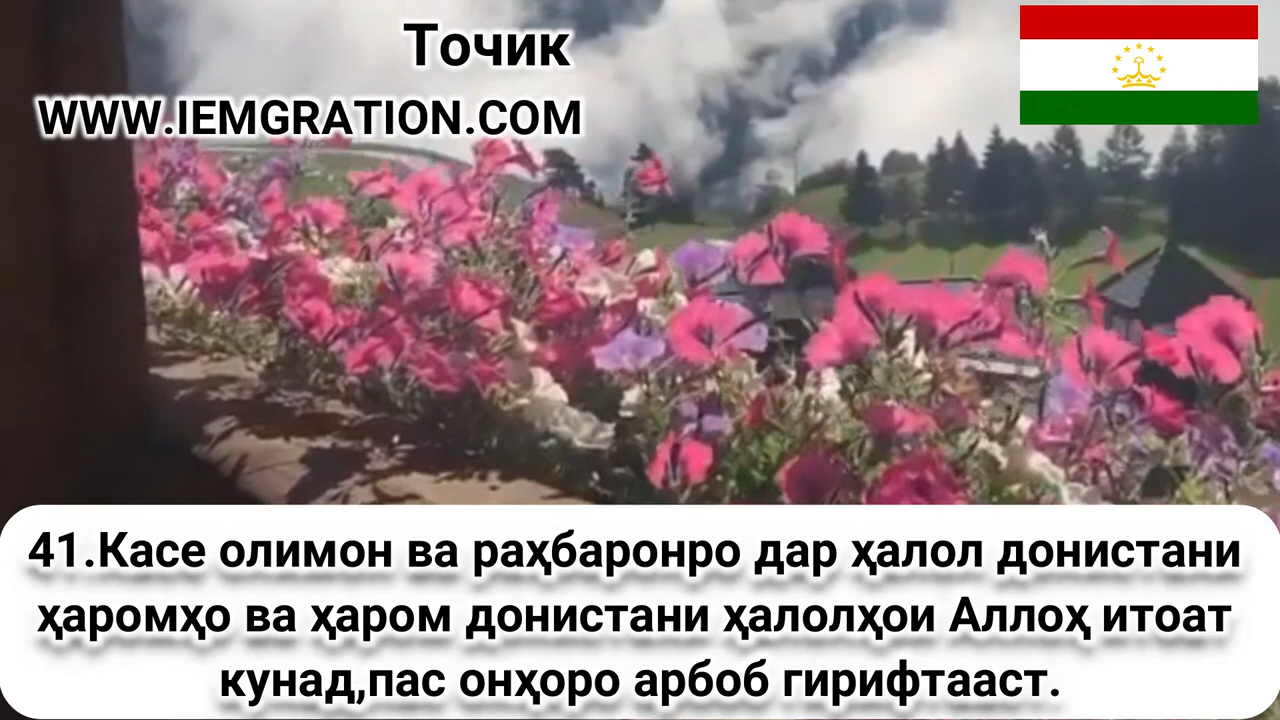 Точик
WWW.IEMGRATION.COM
41.Касе олимон ва раҳбаронро дар ҳалол донистани
ҳаромҳо ва ҳаром донистани ҳалолҳои Аллоҳ итоат
кунад,пас онҳоро арбоб гирифтааст.